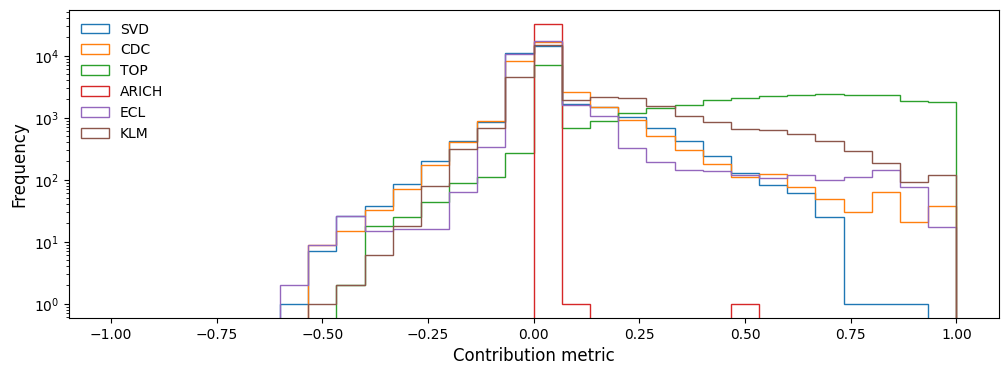 SVD
CDC
TOP
ARICH
ECL
KLM
Frequency
10⁴
10³
10²
10¹
10⁰
−1.00 −0.75 −0.50 −0.25 0.00 0.25 0.50 0.75 1.00
Contribution metric